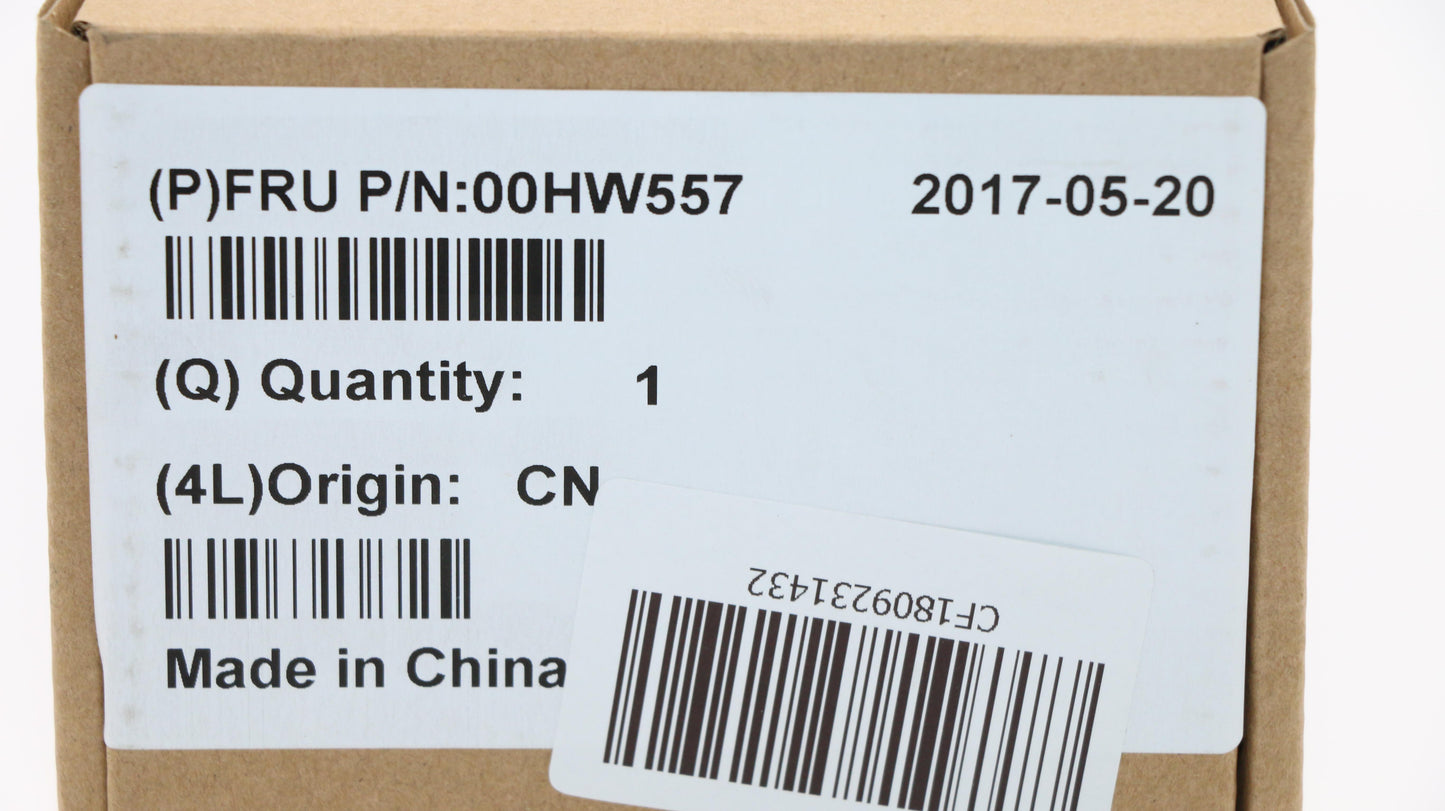 (P)FRU P/N:00HW557 2017-05-20
(Q) Quantity: 1
(4L)Origin: CN
Made in China
CF1809231432